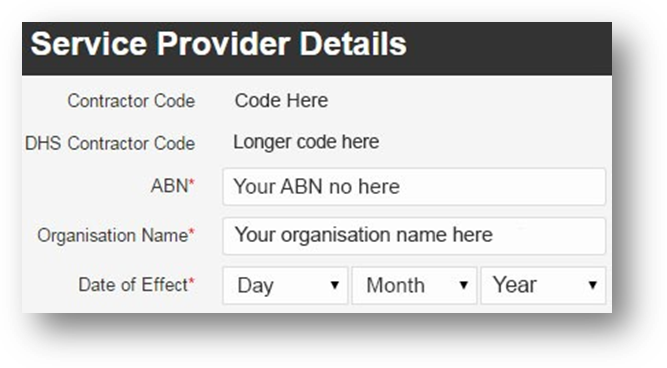 Service Provider Details
Contractor Code Code Here
DHS Contractor Code Longer code here
ABN* Your ABN no here
Organisation Name* Your organisation name here
Date of Effect* Day Month Year